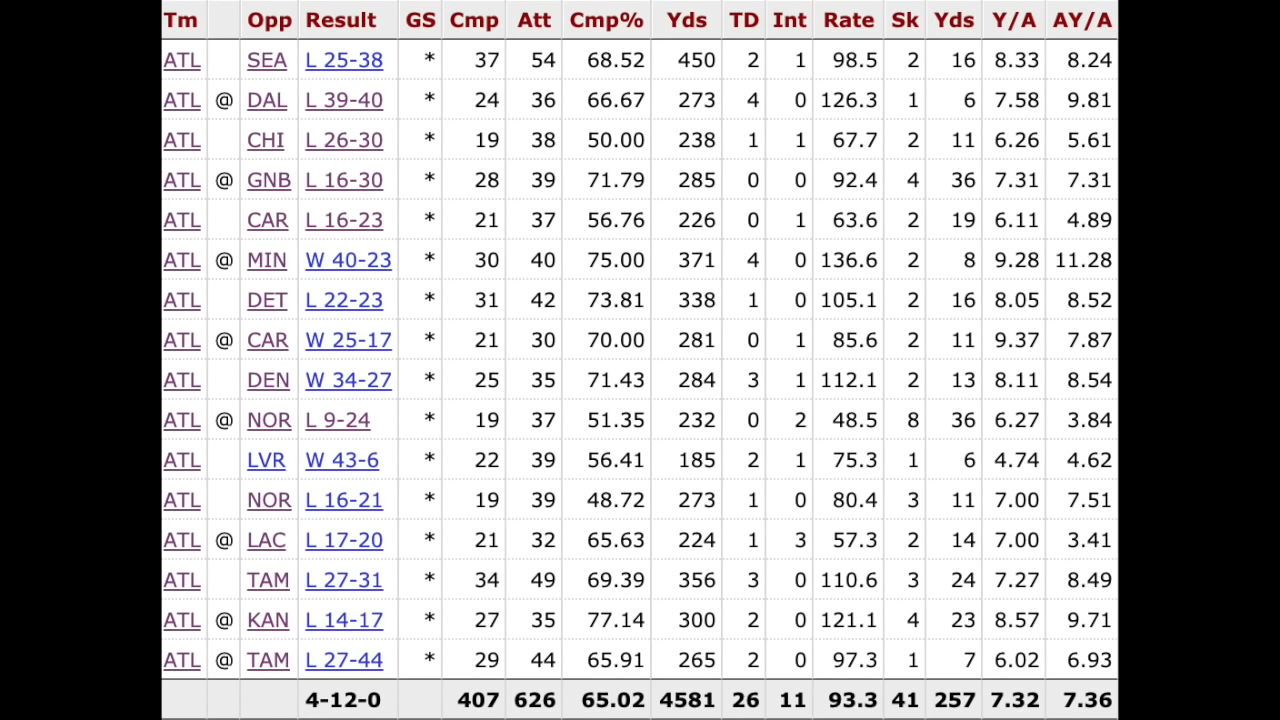 Tm Opp Result GS Cmp Att Cmp% Yds TD Int Rate Sk Yds Y/A AY/A
ATL SEA L 25-38 * 37 54 68.52 450 2 1 98.5 2 16 8.33 8.24
ATL @ DAL L 39-40 * 24 36 66.67 273 4 0 126.3 1 6 7.58 9.81
ATL CHI L 26-30 * 19 38 50.00 238 1 1 67.7 2 11 6.26 5.61
ATL @ GNB L 16-30 * 28 39 71.79 285 0 0 92.4 4 36 7.31 7.31
ATL CAR L 16-23 * 21 37 56.76 226 0 1 63.6 2 19 6.11 4.89
ATL @ MIN W 40-23 * 30 40 75.00 371 4 0 136.6 2 8 9.28 11.28
ATL DET L 22-23 * 31 42 73.81 338 1 0 105.1 2 16 8.05 8.52
ATL @ CAR W 25-17 * 21 30 70.00 281 0 1 85.6 2 11 9.37 7.87
ATL DEN W 34-27 * 25 35 71.43 284 3 1 112.1 2 13 8.11 8.54
ATL @ NOR L 9-24 * 19 37 51.35 232 0 2 48.5 8 36 6.27 3.84
ATL LVR W 43-6 * 22 39 56.41 185 2 1 75.3 1 6 4.74 4.62
ATL NOR L 16-21 * 19 39 48.72 273 1 0 80.4 3 11 7.00 7.51
ATL @ LAC L 17-20 * 21 32 65.63 224 1 3 57.3 2 14 7.00 3.41
ATL TAM L 27-31 * 34 49 69.39 356 3 0 110.6 3 24 7.27 8.49
ATL @ KAN L 14-17 * 27 35 77.14 300 2 0 121.1 4 23 8.57 9.71
ATL @ TAM L 27-44 * 29 44 65.91 265 2 0 97.3 1 7 6.02 6.93
4-12-0 407 626 65.02 4581 26 11 93.3 41 257 7.32 7.36